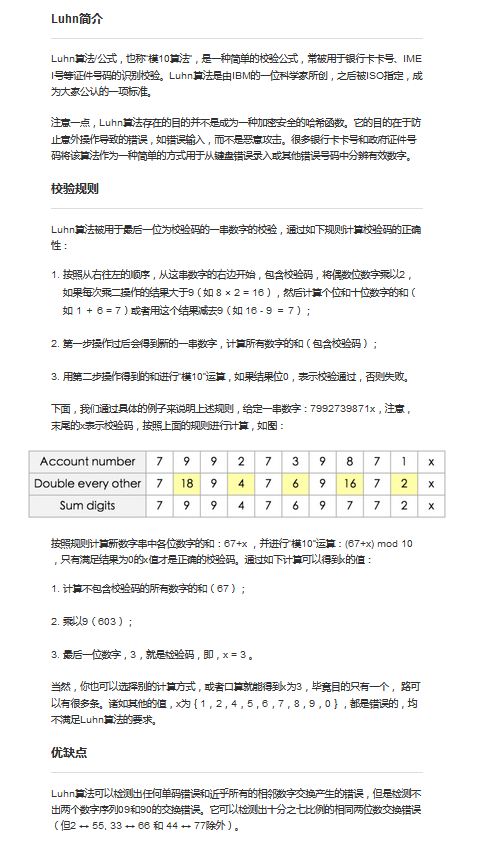 Luhn简介
Luhn算法/公式，也称“模10算法”，是一种简单的校验公式，常被用于银行卡卡号、IME
I号等证件号码的识别校验。Luhn算法是由IBM的一位科学家所创，之后被ISO指定，成
为大家公认的一项标准。
注意一点，Luhn算法存在的目的并不是成为一种加密安全的哈希函数。它的目的在于防
止意外操作导致的错误，如错误输入，而不是恶意攻击。很多银行卡卡号和政府证件号
码将该算法作为一种简单的方式用于从键盘错误录入或其他错误号码中分辨有效数字。
校验规则
Luhn算法被用于最后一位为校验码的一串数字的校验，通过如下规则计算校验码的正确
性：
1. 按照从右往左的顺序，从这串数字的右边开始，包含校验码，将偶数位数字乘以2，
如果每次乘二操作的结果大于9（如 8 × 2 = 16），然后计算个位和十位数字的和（
如 1 + 6 = 7）或者用这个结果减去9（如 16 - 9 = 7）；
2. 第一步操作过后会得到新的一串数字，计算所有数字的和（包含校验码）；
3. 用第二步操作得到的和进行“模10”运算，如果结果位0，表示校验通过，否则失败。
下面，我们通过具体的例子来说明上述规则，给定一串数字：7992739871x，注意，
末尾的x表示校验码，按照上面的规则进行计算，如图：
Account number 7 9 9 2 7 3 9 8 7 1 x
Double every other 7 18 9 4 7 6 9 16 7 2 x
Sum digits 7 9 9 4 7 6 9 7 7 2 x
按照规则计算新数字串中各位数字的和：67+x ，并进行“模10”运算：(67+x) mod 10
，只有满足结果为0的x值才是正确的校验码。通过如下计算可以得到x的值：
1. 计算不包含校验码的所有数字的和（67）；
2. 乘以9（603）；
3. 最后一位数字，3，就是检验码，即，x = 3 。
当然，你也可以选择别的计算方式，或者口算就能得到x为3，毕竟目的只有一个， 路可
以有很多条。诸如其他的值，x为 { 1，2，4，5，6，7，8，9，0 } ，都是错误的，均
不满足Luhn算法的要求。
优缺点
Luhn算法可以检测出任何单码错误和近乎所有的相邻数字交换产生的错误，但是检测不
出两个数字序列09和90的交换错误。它可以检测出十分之七比例的相同两位数交换错误
（但2 ↔ 55, 33 ↔ 66 和 44 ↔ 77除外）。